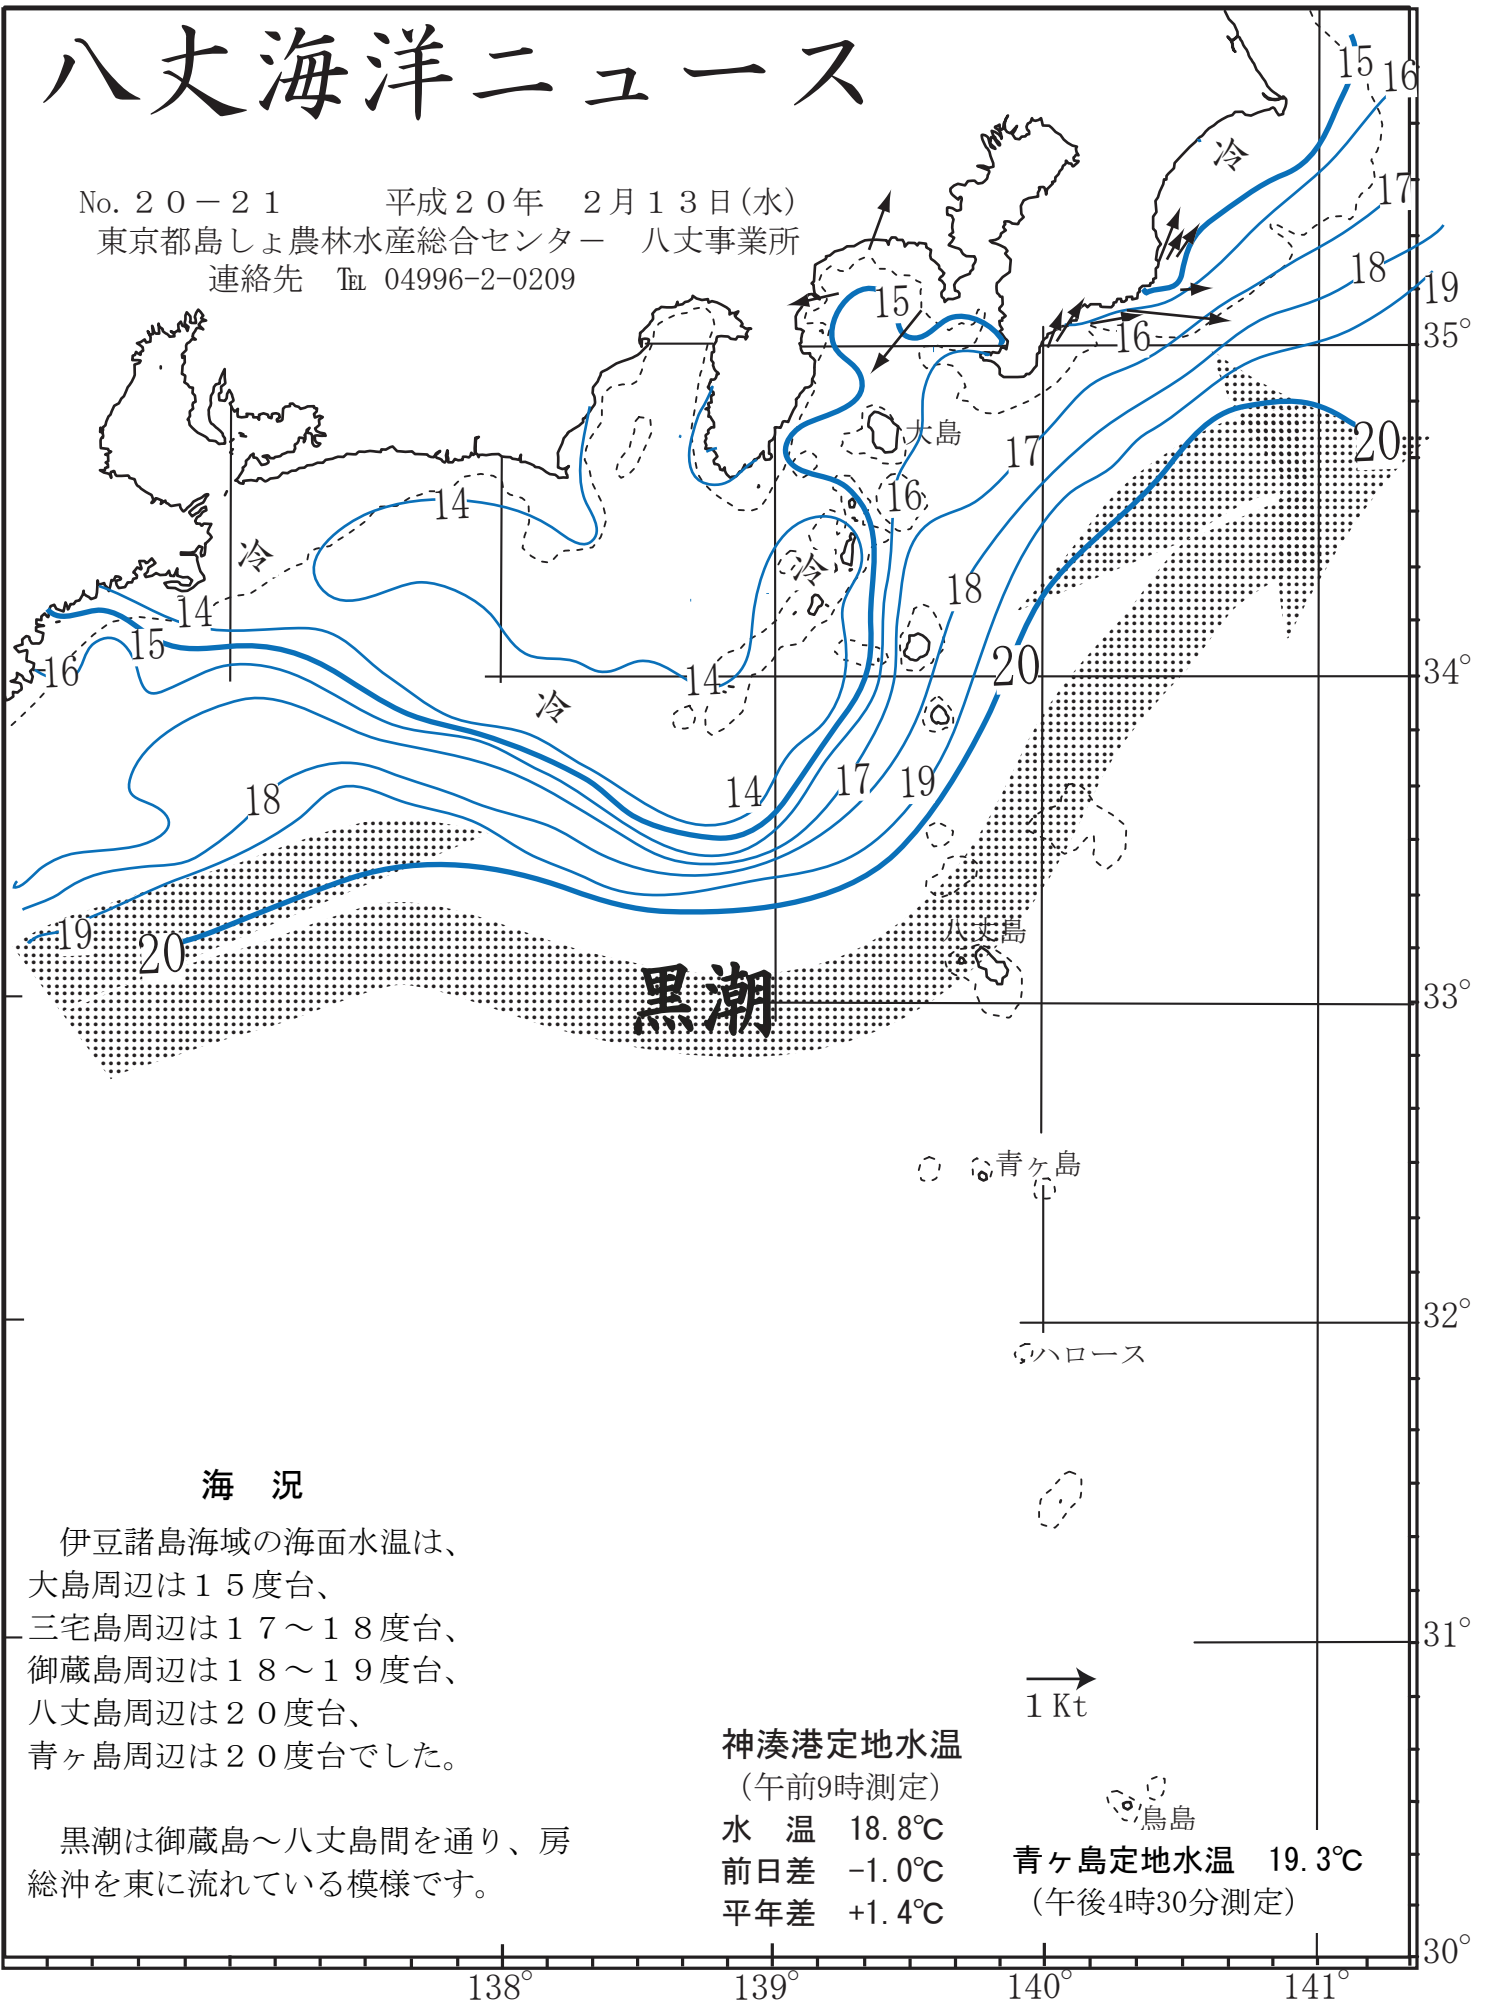 八丈海洋ニュース
No.２０－２１　　　平成２０年　２月１３日(水)
東京都島しょ農林水産総合センター　八丈事業所
連絡先　℡ 04996-2-0209
15
16
冷
17
18
19
15
35°
16
大島
20
17
14
16
冷
冷
18
14
15
20
16
14
34°
冷
14
17
19
18
八丈島
19
20
黒潮
33°
青ヶ島
32°
ハロース
海　況
伊豆諸島海域の海面水温は、
大島周辺は１５度台、
三宅島周辺は１７～１８度台、
御蔵島周辺は１８～１９度台、
八丈島周辺は２０度台、
青ヶ島周辺は２０度台でした。
黒潮は御蔵島～八丈島間を通り、房
総沖を東に流れている模様です。
31°
１Kt
神湊港定地水温
（午前9時測定）
水　温　18.8℃
前日差　-1.0℃
平年差　+1.4℃
鳥島
青ヶ島定地水温　19.3℃
（午後4時30分測定）
30°
138°
139°
140°
141°